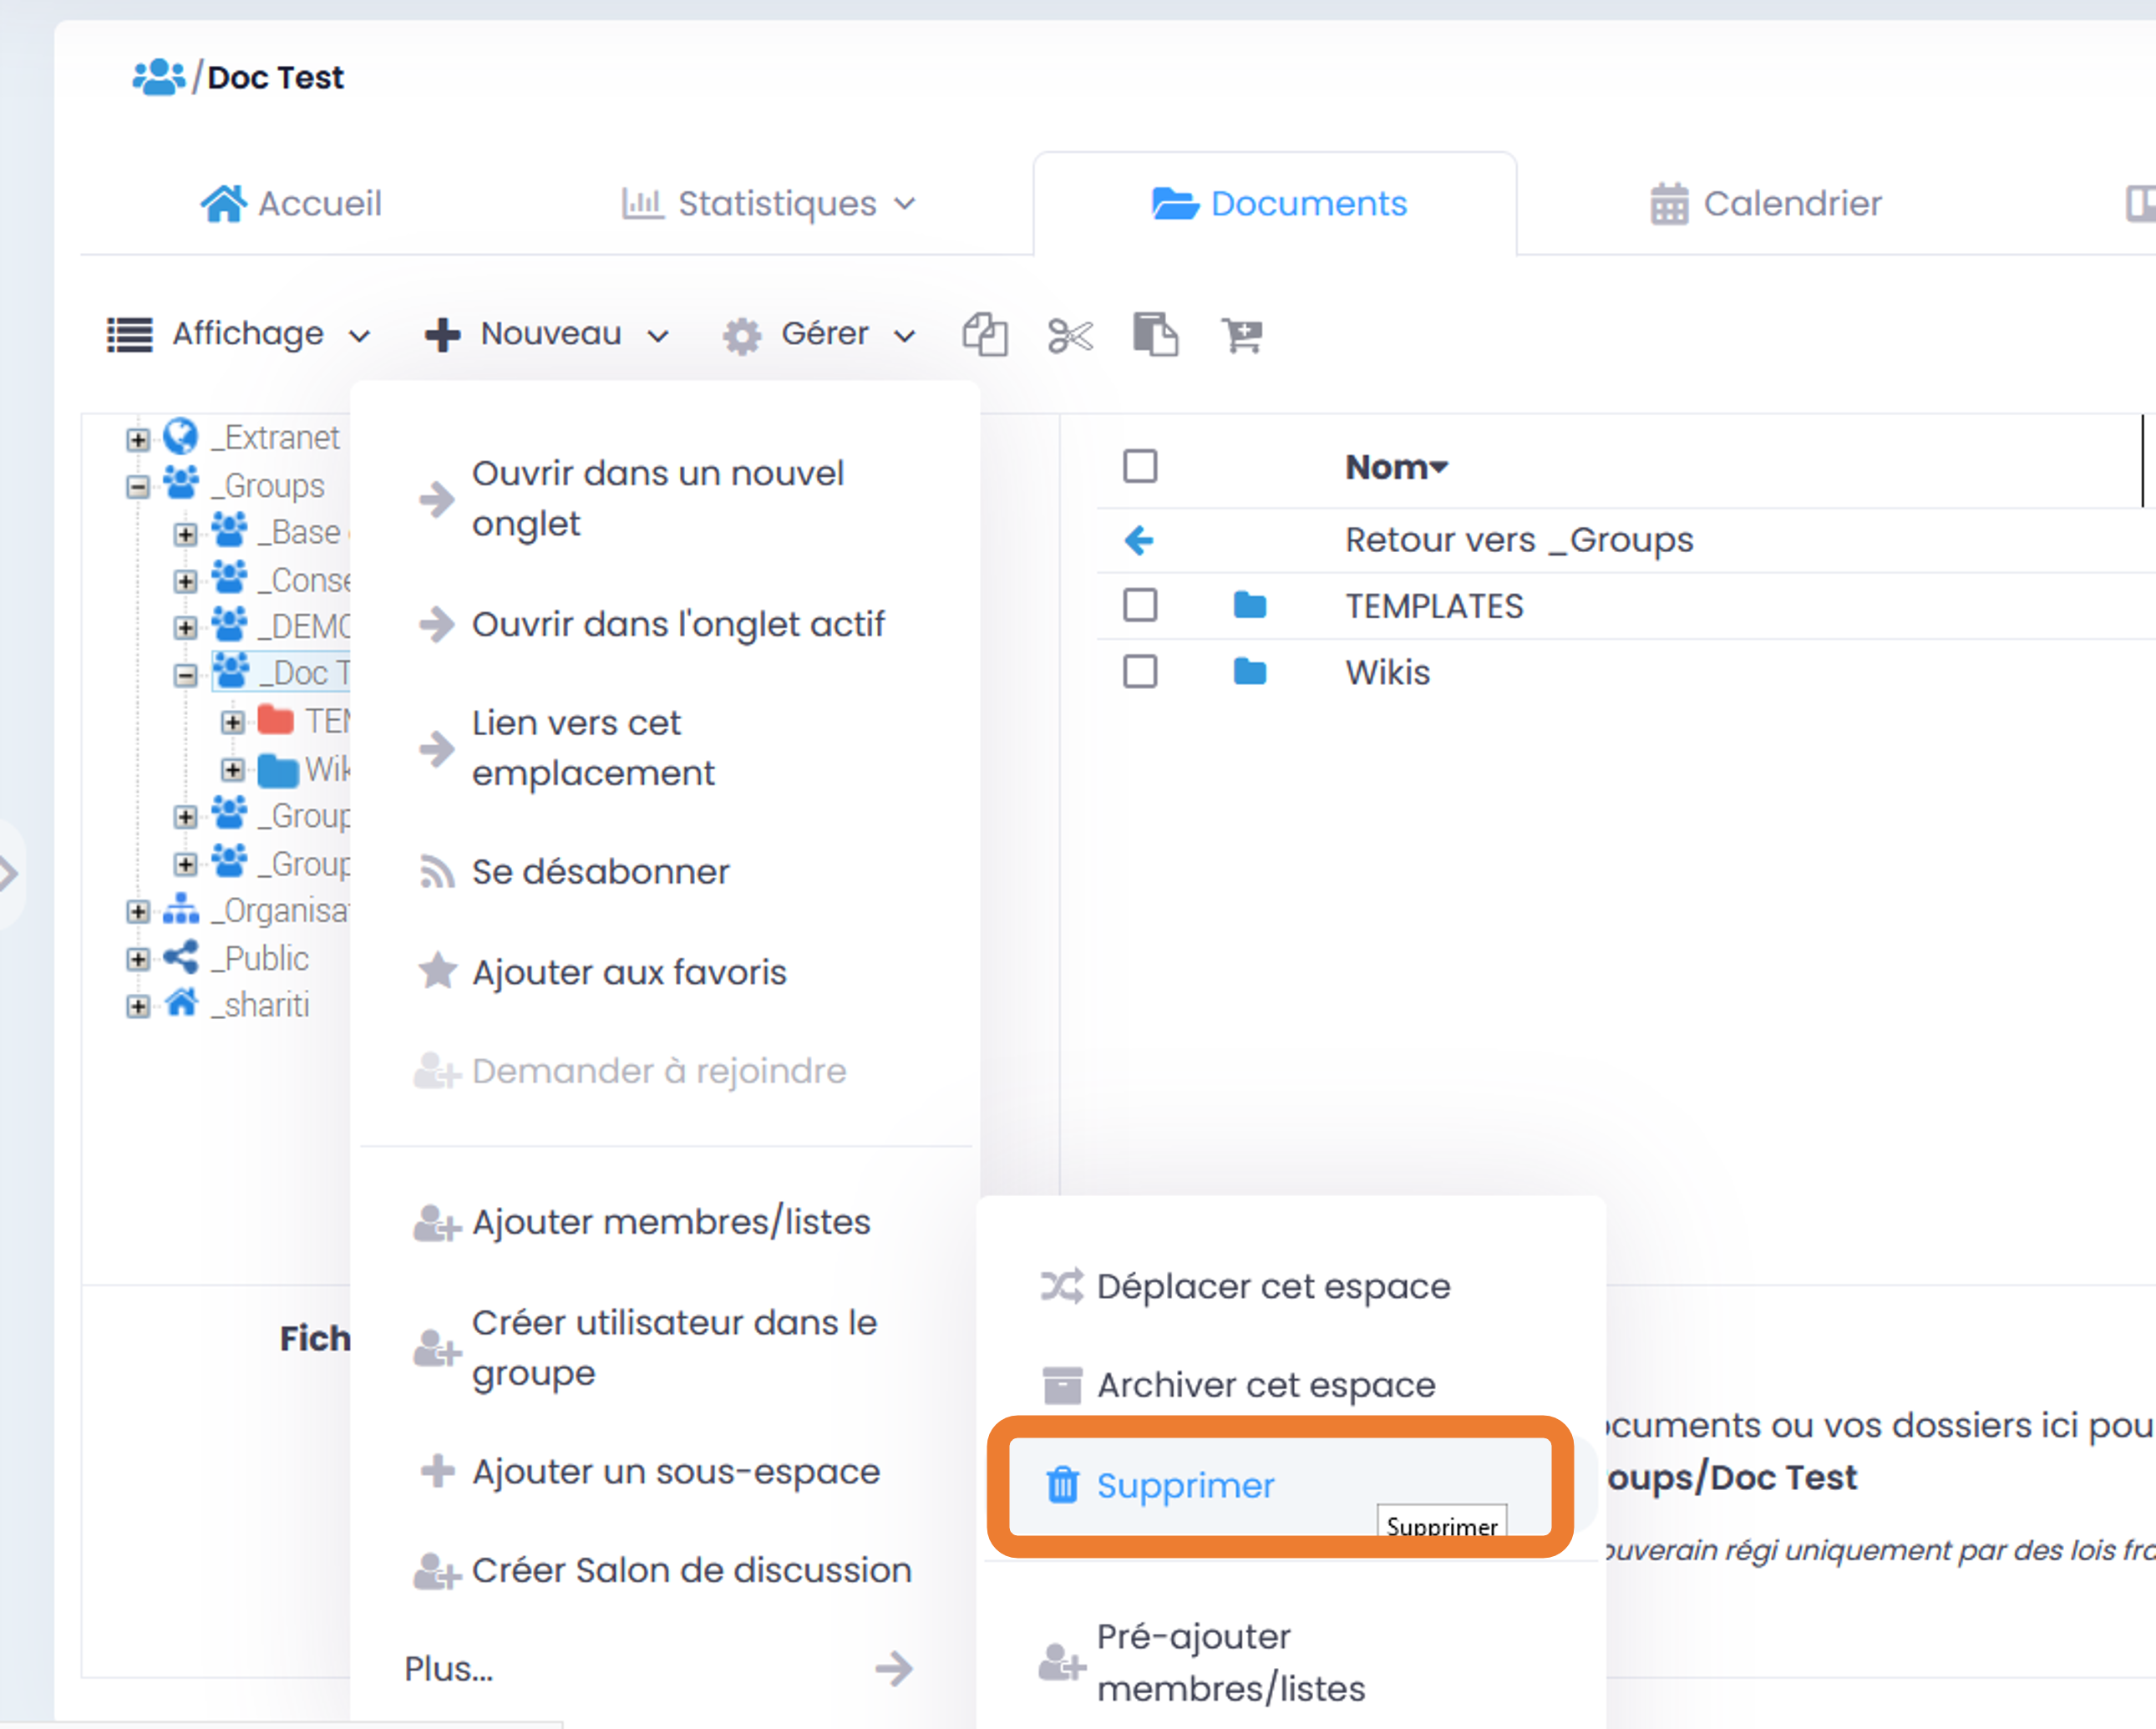 /Doc Test
Accueil
Statistiques
Documents
Calendrier
Affichage
Nouveau
Gérer
_Extranet
_Groups
_Base
_Conse
_DEMO
_Doc T
TEM
Wik
_Group
_Group
_Organisa
_Public
_shariti
Ouvrir dans un nouvel
onglet
Ouvrir dans l'onglet actif
Lien vers cet
emplacement
Se désabonner
Ajouter aux favoris
Demander à rejoindre
Ajouter membres/listes
Créer utilisateur dans le
groupe
Ajouter un sous-espace
Créer Salon de discussion
Plus...
Nom
Retour vers _Groups
TEMPLATES
Wikis
Fich
Déplacer cet espace
Archiver cet espace
Supprimer
Supprimer
Pré-ajouter
membres/listes
ocuments ou vos dossiers ici pou
oups/Doc Test
ouverain régi uniquement par des lois fra